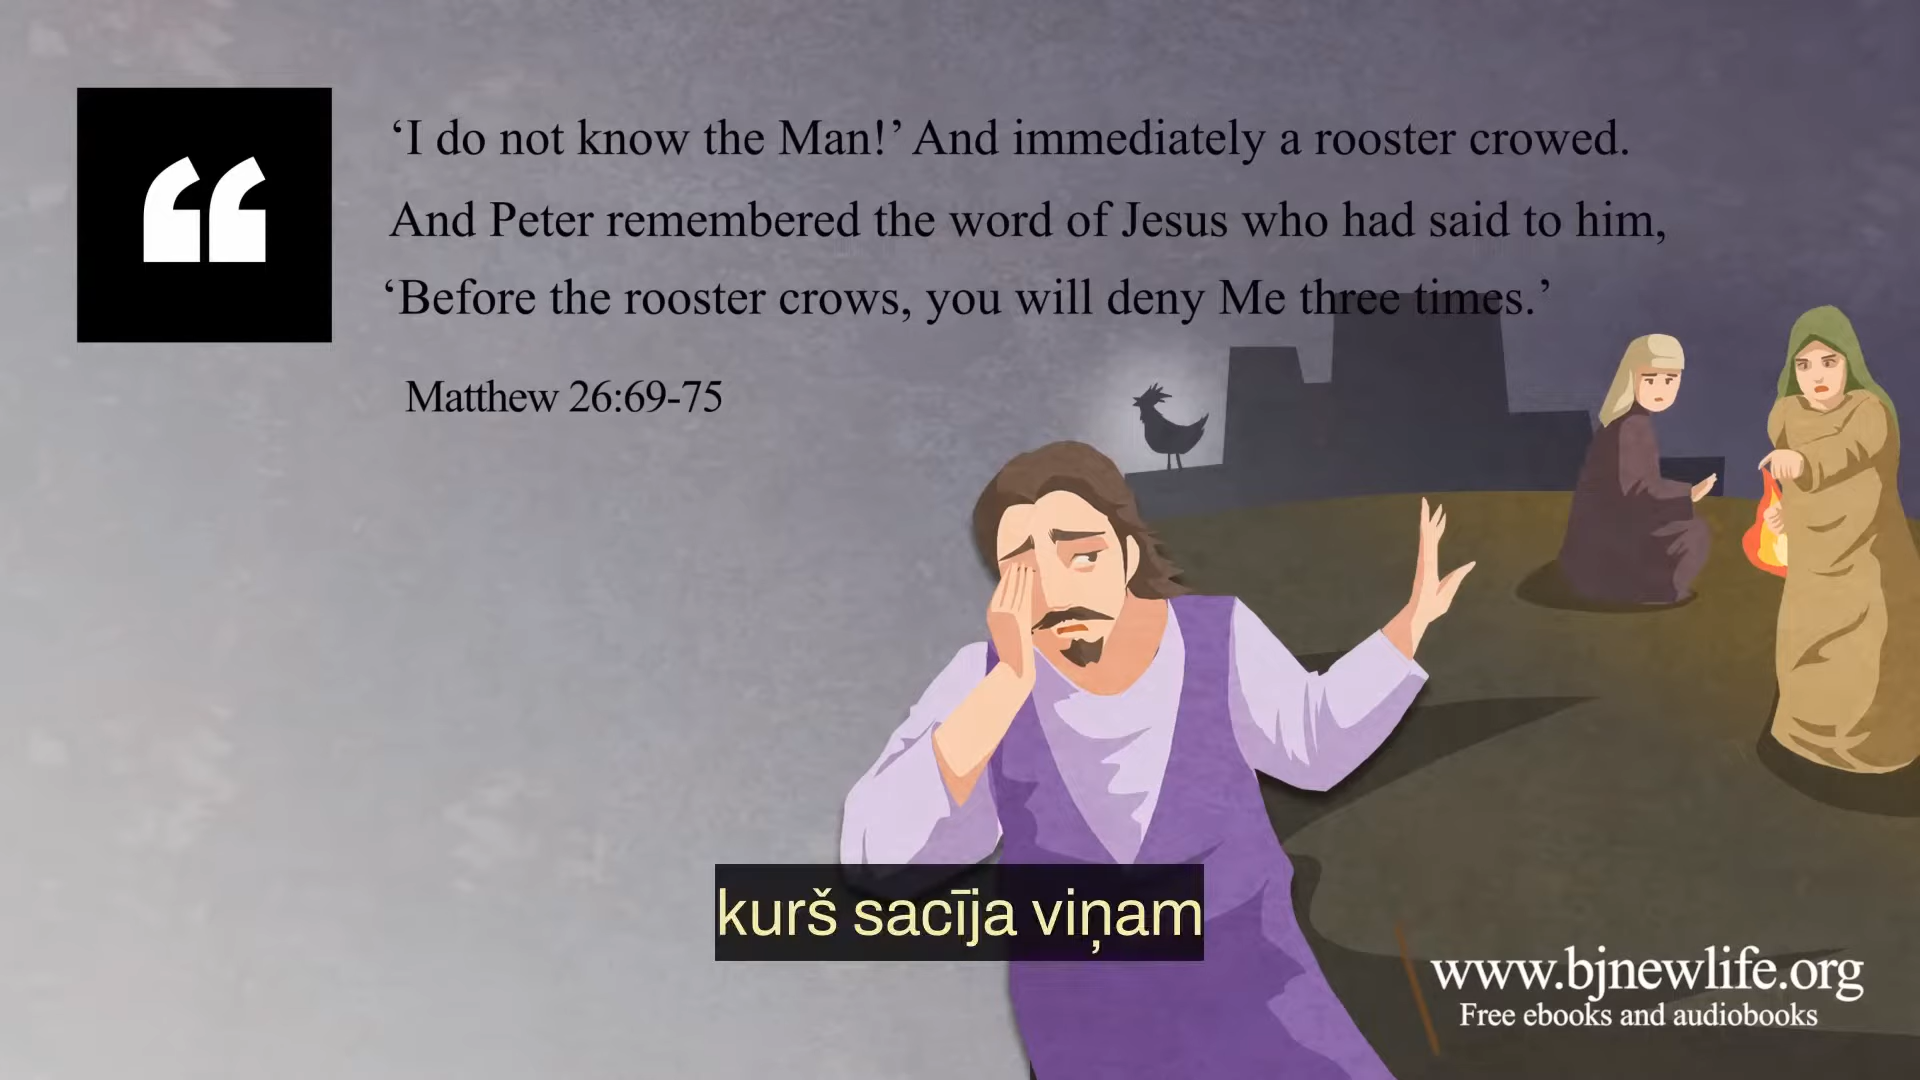 ‘I do not know the Man!’ And immediately a rooster crowed.
And Peter remembered the word of Jesus who had said to him,
‘Before the rooster crows, you will deny Me three times.’
Matthew 26:69-75
kurš sacīja viņam
www.bjnewlife.org
Free ebooks and audiobooks